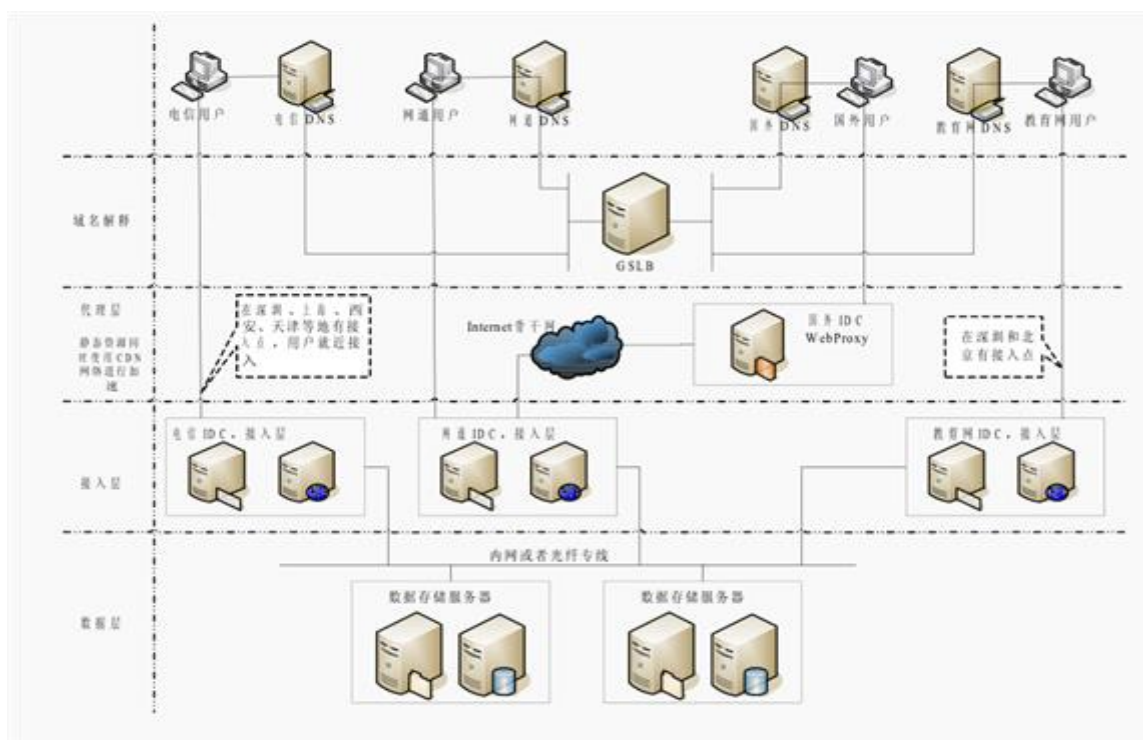 电信用户
电信DNS
网通用户
网通DNS
国外DNS
国外用户
教育网DNS
教育网用户
域名解释
GSLB
代理层
静态资源同
时使用CDN
网络进行加
速
在深圳、上海、西
安、天津等地有接
入点，用户就近接
入
Internet骨干网
国外IDC
WebProxy
在深圳和北
京有接入点
接入层
电信IDC，接入层
网通IDC，接入层
教育网IDC，接入层
内网或者光纤专线
数据层
数据存储服务器
数据存储服务器